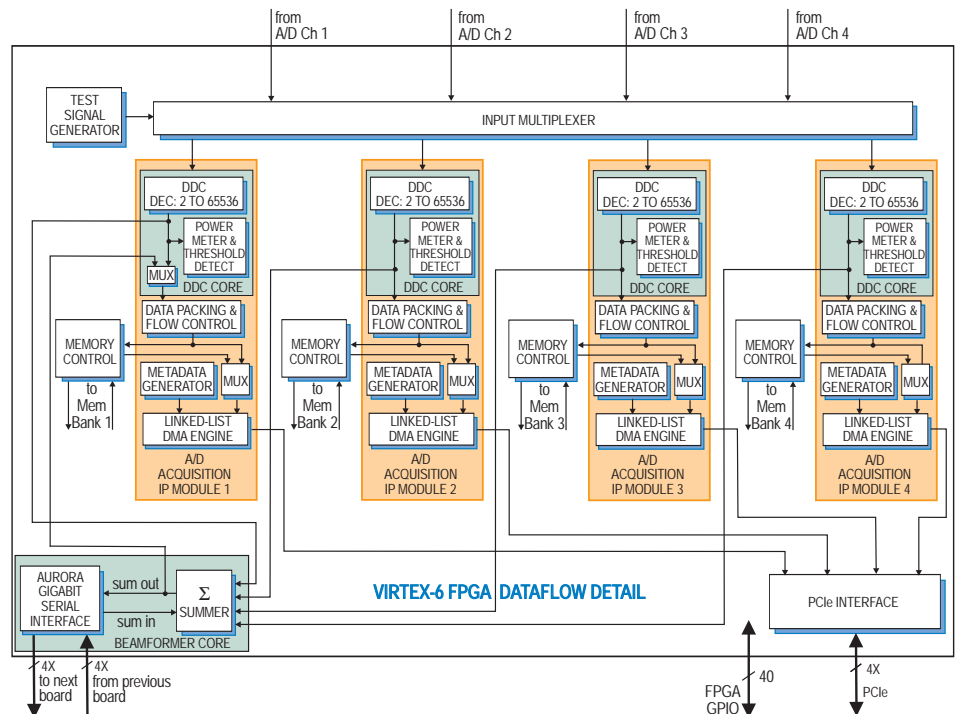 from
A/D Ch 1
from
A/D Ch 2
from
A/D Ch 3
from
A/D Ch 4
TEST
SIGNAL
GENERATOR
INPUT MULTIPLEXER
DDC
DEC: 2 TO 65536
POWER
METER &
THRESHOLD
DETECT
MUX
DDC CORE
DATA PACKING &
FLOW CONTROL
MEMORY
CONTROL
METADATA
GENERATOR
MUX
to
Mem
Bank 1
LINKED-LIST
DMA ENGINE
A/D
ACQUISITION
IP MODULE 1
DDC
DEC: 2 TO 65536
POWER
METER &
THRESHOLD
DETECT
DDC CORE
DATA PACKING &
FLOW CONTROL
MEMORY
CONTROL
METADATA
GENERATOR
MUX
to
Mem
Bank 2
LINKED-LIST
DMA ENGINE
A/D
ACQUISITION
IP MODULE 2
DDC
DEC: 2 TO 65536
POWER
METER &
THRESHOLD
DETECT
DDC CORE
DATA PACKING &
FLOW CONTROL
MEMORY
CONTROL
METADATA
GENERATOR
MUX
to
Mem
Bank 3
LINKED-LIST
DMA ENGINE
A/D
ACQUISITION
IP MODULE 3
DDC
DEC: 2 TO 65536
POWER
METER &
THRESHOLD
DETECT
DDC CORE
DATA PACKING &
FLOW CONTROL
MEMORY
CONTROL
METADATA
GENERATOR
MUX
to
Mem
Bank 4
LINKED-LIST
DMA ENGINE
A/D
ACQUISITION
IP MODULE 4
AURORA
GIGABIT
SERIAL
INTERFACE
sum out
sum in
Σ
SUMMER
BEAMFORMER CORE
VIRTEX-6 FPGA DATAFLOW DETAIL
PCIe INTERFACE
4X
to next
board
4X
from previous
board
40
FPGA
GPIO
4X
PCIe